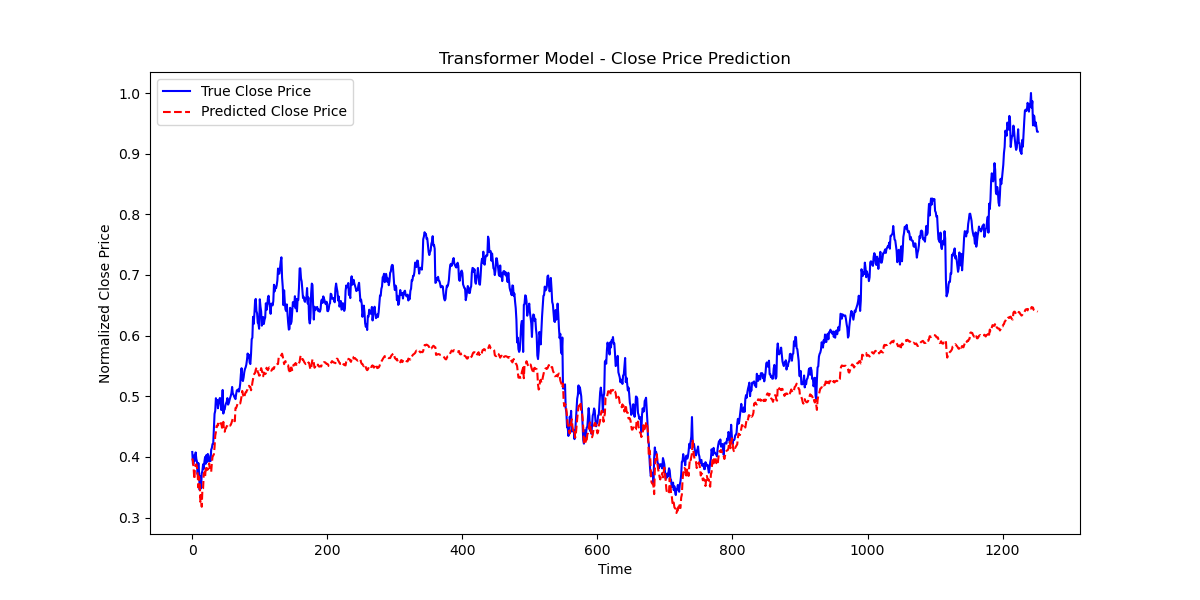 Transformer Model - Close Price Prediction
True Close Price
Predicted Close Price
Normalized Close Price
1.0
0.9
0.8
0.7
0.6
0.5
0.4
0.3
0 200 400 600 800 1000 1200
Time